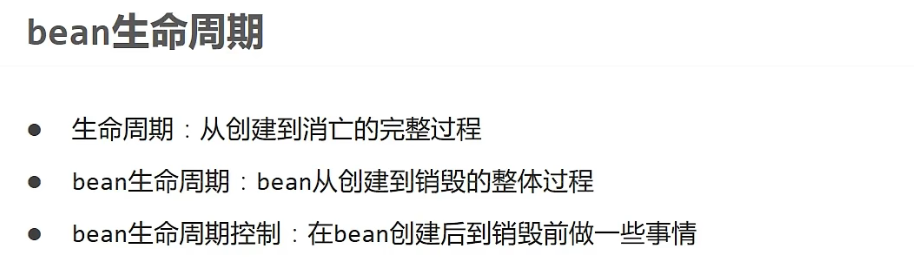 bean生命周期
● 生命周期：从创建到消亡的完整过程
● bean生命周期：bean从创建到销毁的整体过程
● bean生命周期控制：在bean创建后到销毁前做一些事情